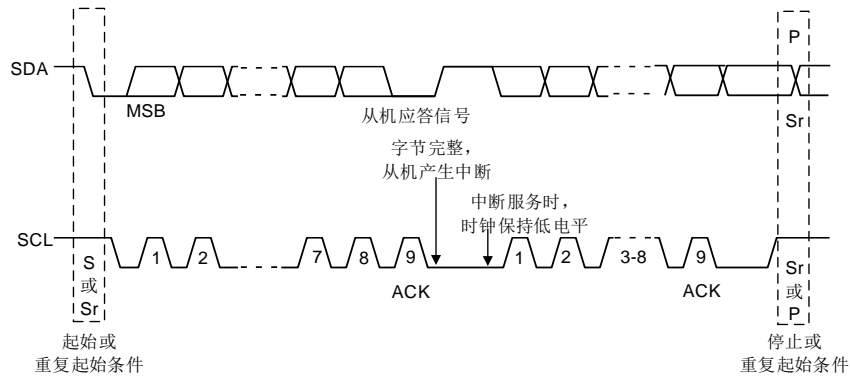 P
SDA
MSB
从机应答信号
Sr
字节完整，
从机产生中断
中断服务时，
时钟保持低电平
SCL
S
或
Sr
1
2
7
8
9
1
2
3-8
9
Sr
或
P
ACK
ACK
起始或
重复起始条件
停止或
重复起始条件